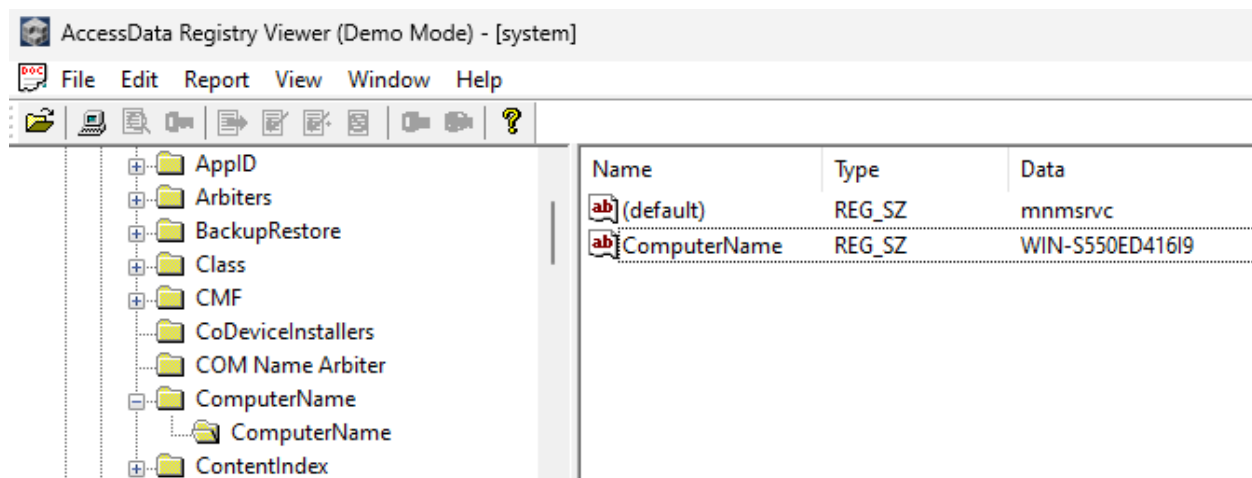 AccessData Registry Viewer (Demo Mode) - [system]
File Edit Report View Window Help
AppID
Arbiters
BackupRestore
Class
CMF
CoDeviceInstallers
COM Name Arbiter
ComputerName
ComputerName
ContentIndex
Name Type Data
(default) REG_SZ mnmsrvc
ComputerName REG_SZ WIN-S550ED416I9